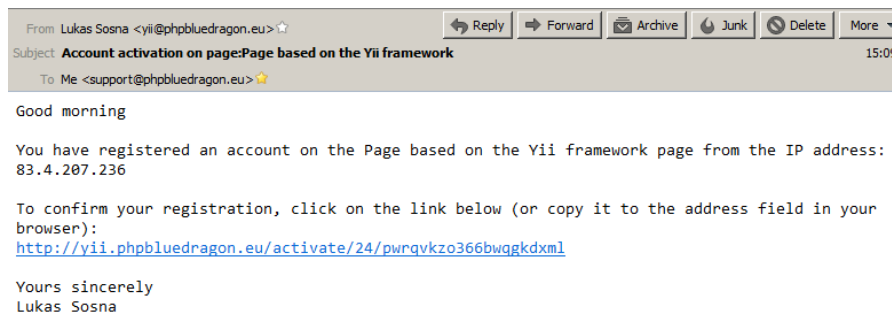 From Lukas Sosna <yii@phpbluedragon.eu> Reply Forward Archive Junk Delete More
Subject Account activation on page:Page based on the Yii framework 15:09
To Me <support@phpbluedragon.eu>
Good morning
You have registered an account on the Page based on the Yii framework page from the IP address:
83.4.207.236
To confirm your registration, click on the link below (or copy it to the address field in your
browser):
http://yii.phpbluedragon.eu/activate/24/pwrqvkzo366bwqgkdxml
Yours sincerely
Lukas Sosna